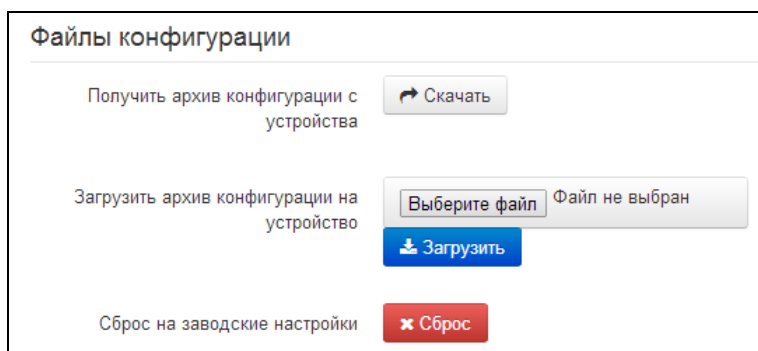 Файлы конфигурации
Получить архив конфигурации с
устройства
Скачать
Загрузить архив конфигурации на
устройство
Выберите файл Файл не выбран
Загрузить
Сброс на заводские настройки
Сброс